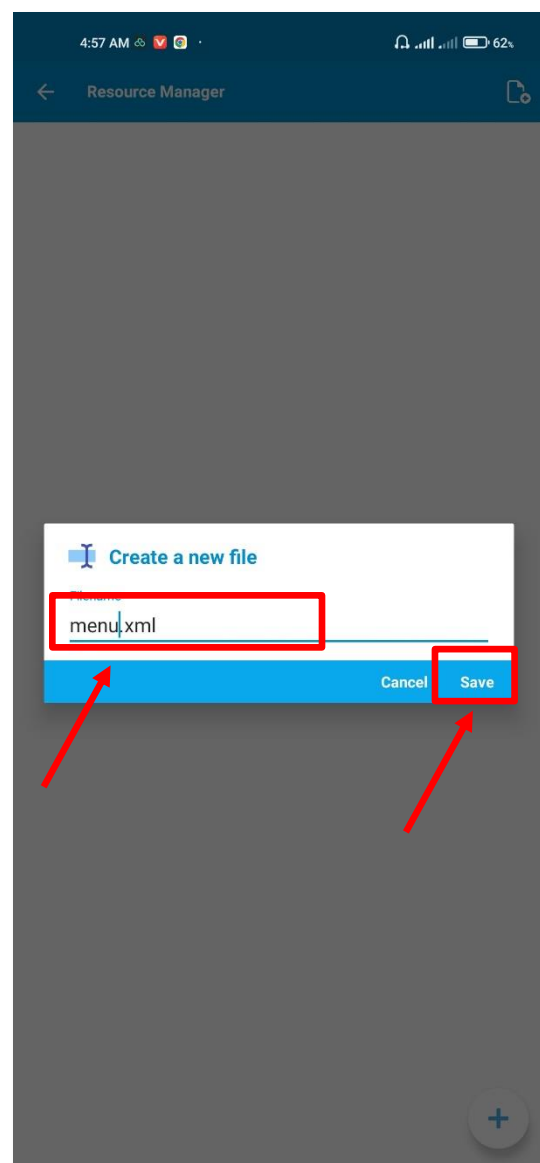 4:57 AM 62%
Resource Manager
Create a new file
Filename
menu.xml
Cancel Save